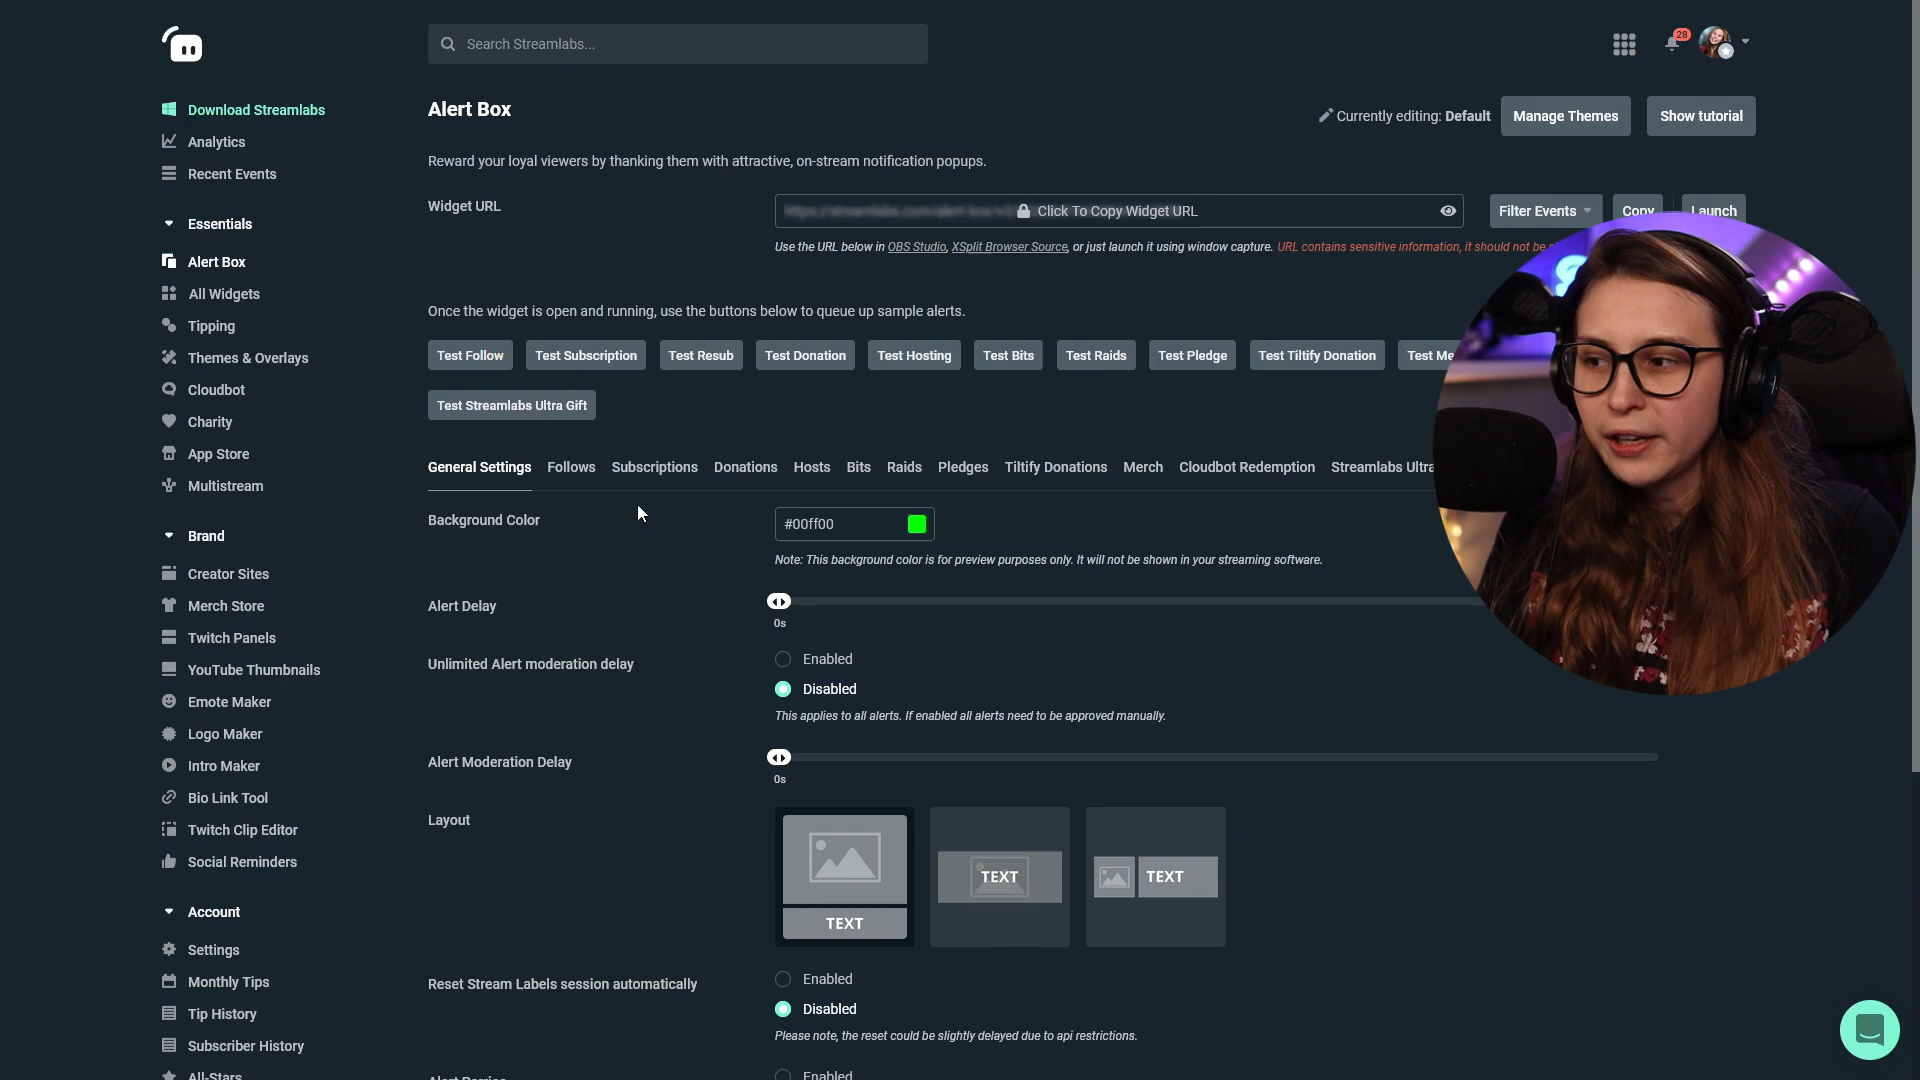 Search Streamlabs...
28
Download Streamlabs
Analytics
Recent Events
Essentials
Alert Box
All Widgets
Tipping
Themes & Overlays
Cloudbot
Charity
App Store
Multistream
Brand
Creator Sites
Merch Store
Twitch Panels
YouTube Thumbnails
Emote Maker
Logo Maker
Intro Maker
Bio Link Tool
Twitch Clip Editor
Social Reminders
Account
Settings
Monthly Tips
Tip History
Subscriber History
All-Stars
Alert Box
Currently editing: Default
Manage Themes
Show tutorial
Reward your loyal viewers by thanking them with attractive, on-stream notification popups.
Widget URL
Click To Copy Widget URL
Filter Events
Copy
Launch
Use the URL below in OBS Studio, XSplit Browser Source, or just launch it using window capture. URL contains sensitive information, it should not be
Once the widget is open and running, use the buttons below to queue up sample alerts.
Test Follow Test Subscription Test Resub Test Donation Test Hosting Test Bits Test Raids Test Pledge Test Tiltify Donation Test Me
Test Streamlabs Ultra Gift
General Settings Follows Subscriptions Donations Hosts Bits Raids Pledges Tiltify Donations Merch Cloudbot Redemption Streamlabs Ultra
Background Color
#00ff00
Note: This background color is for preview purposes only. It will not be shown in your streaming software.
Alert Delay
0s
Unlimited Alert moderation delay
Enabled
Disabled
This applies to all alerts. If enabled all alerts need to be approved manually.
Alert Moderation Delay
0s
Layout
TEXT
TEXT
TEXT
Reset Stream Labels session automatically
Enabled
Disabled
Please note, the reset could be slightly delayed due to api restrictions.
Enabled